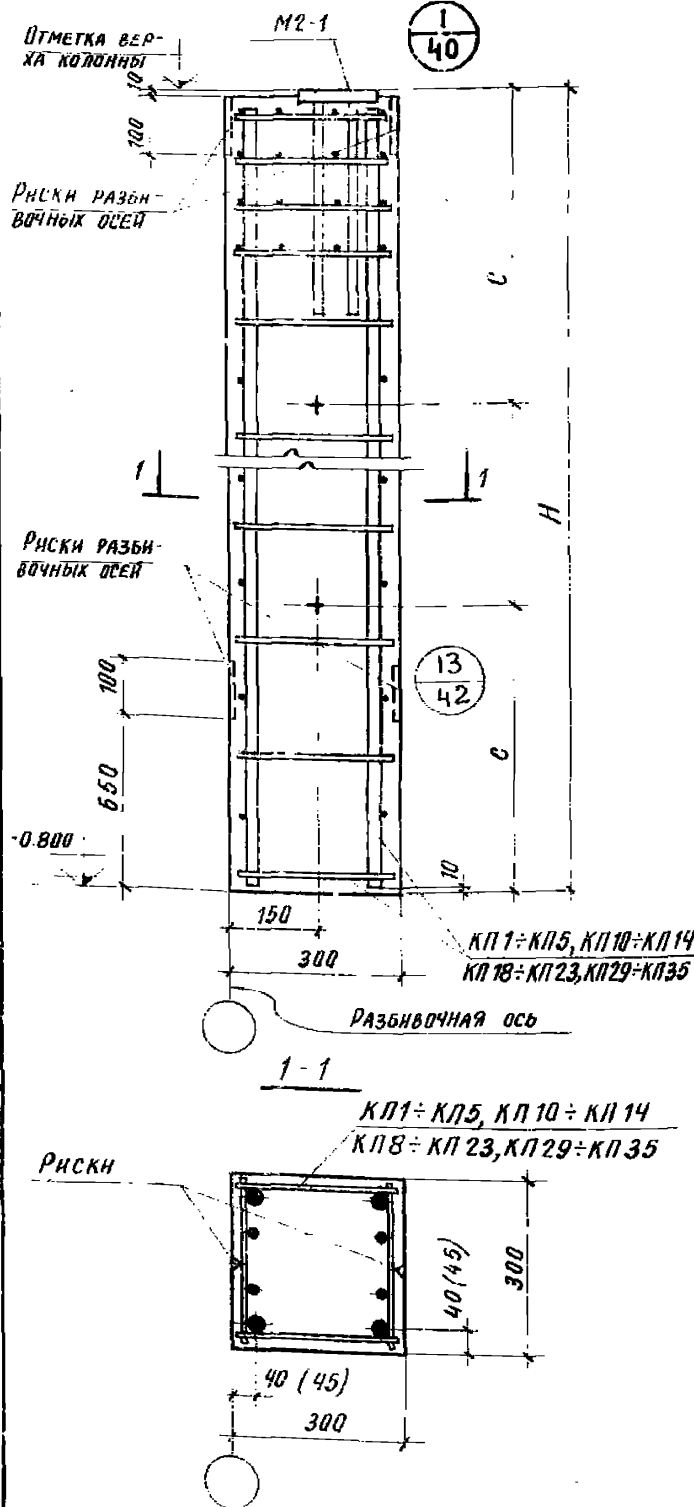 Отметка вер-
ха колонны
М2-1
1
40
10
100
Риски разби-
вочных осей
С
Н
1
1
Риски разби-
вочных осей
13
42
100
650
С
-0.800
10
150
300
КП1÷КП5, КП10÷КП14
КП18÷КП23, КП29÷КП35
Разбивочная ось
1-1
КП1÷КП5, КП10÷КП14
КП8÷КП23, КП29÷КП35
Риски
40(45)
300
40 (45)
300